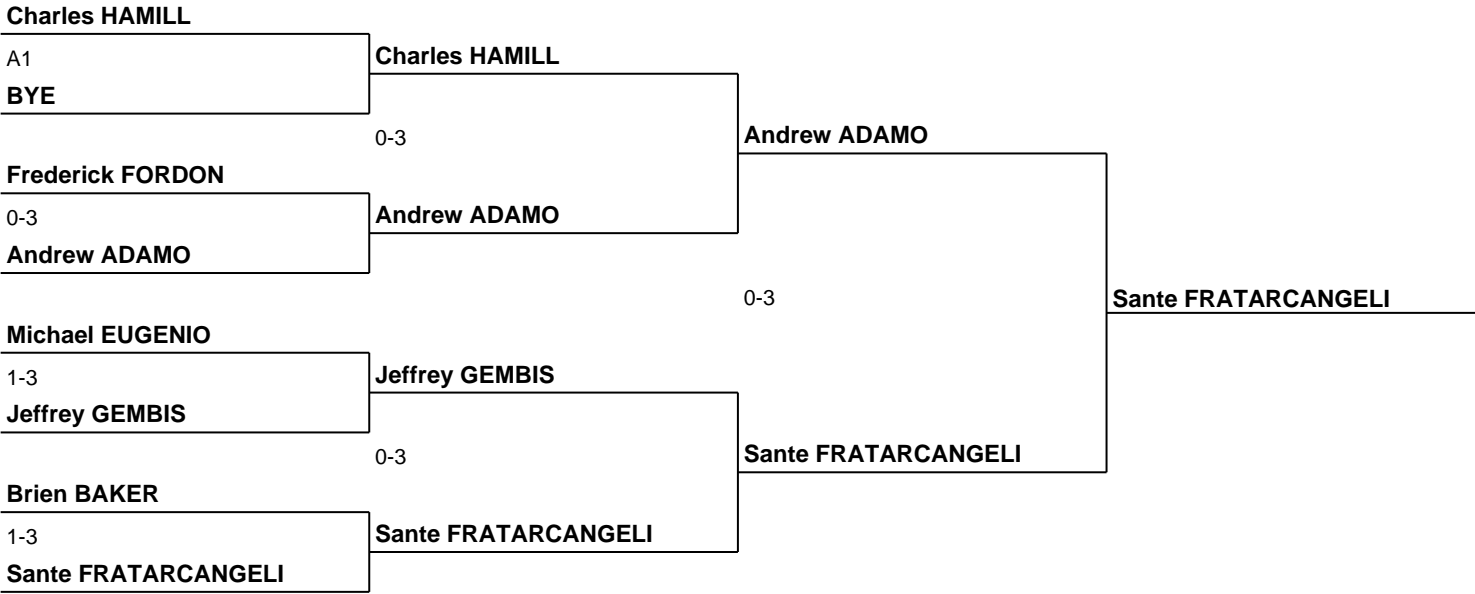 Charles HAMILL
A1
Charles HAMILL
BYE
0-3
Andrew ADAMO
Frederick FORDON
0-3
Andrew ADAMO
Andrew ADAMO
0-3
Sante FRATARCANGELI
Michael EUGENIO
1-3
Jeffrey GEMBIS
Jeffrey GEMBIS
0-3
Sante FRATARCANGELI
Brien BAKER
1-3
Sante FRATARCANGELI
Sante FRATARCANGELI